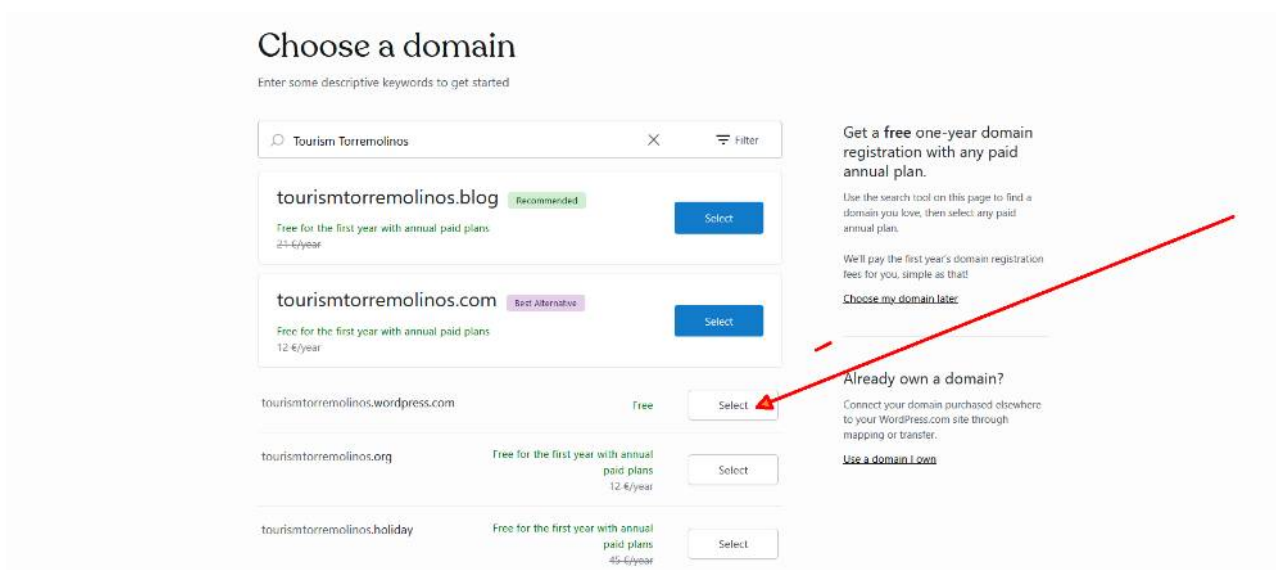 Choose a domain
Enter some descriptive keywords to get started
Tourism Torremolinos
Filter
tourismtorremolinos.blog Recommended
Free for the first year with annual paid plans
21 €/year
Select
tourismtorremolinos.com Best Alternative
Free for the first year with annual paid plans
12 €/year
Select
tourismtorremolinos.wordpress.com Free Select
tourismtorremolinos.org Free for the first year with annual
paid plans
12 €/year
Select
tourismtorremolinos.holiday Free for the first year with annual
paid plans
45 €/year
Select
Get a free one-year domain
registration with any paid
annual plan.
Use the search tool on this page to find a
domain you love, then select any paid
annual plan.
We'll pay the first year's domain registration
fees for you, simple as that!
Choose my domain later
Already own a domain?
Connect your domain purchased elsewhere
to your WordPress.com site through
mapping or transfer.
Use a domain I own